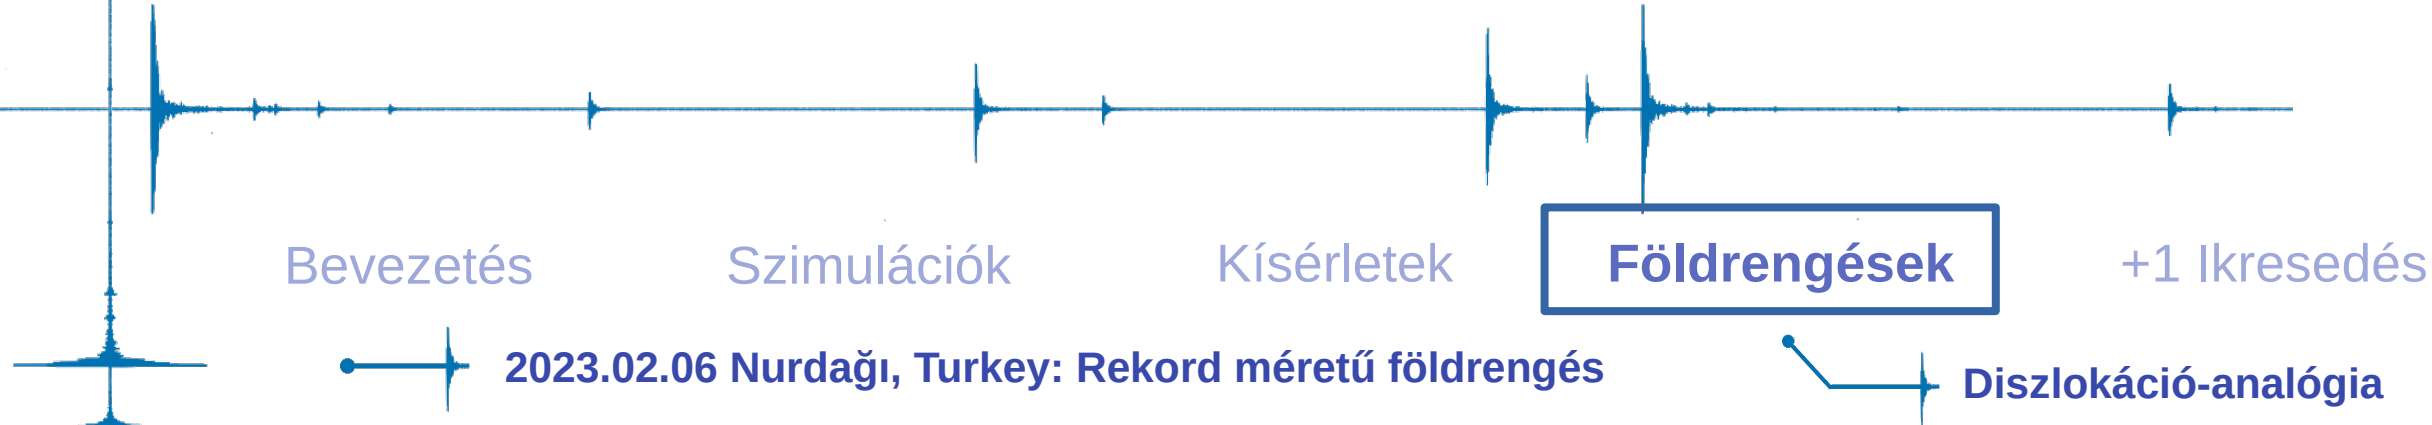 Bevezetés
Szimulációk
Kísérletek
Földrengések
+1 Ikresedés
2023.02.06 Nurdağı, Turkey: Rekord méretű földrengés
Diszlokáció-analógia